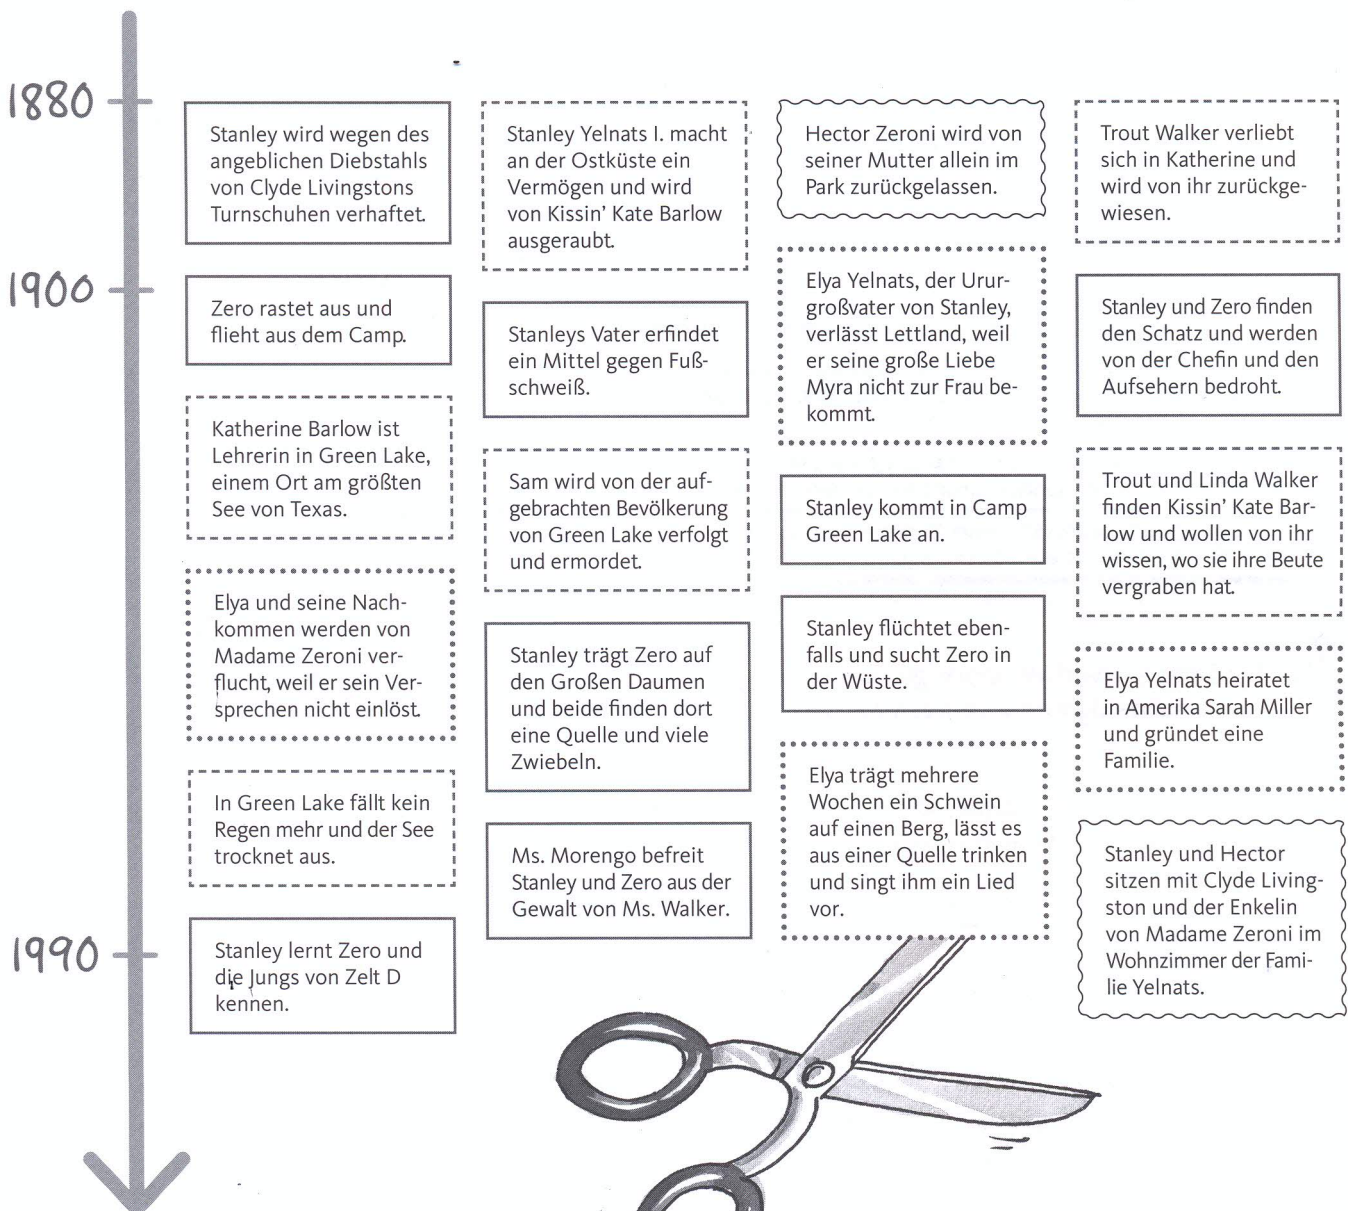 1880
1900
1990
Stanley wird wegen des
angeblichen Diebstahls
von Clyde Livingstons
Turnschuhen verhaftet.
Zero rastet aus und
flieht aus dem Camp.
Katherine Barlow ist
Lehrerin in Green Lake,
einem Ort am größten
See von Texas.
Elya und seine Nach-
kommen werden von
Madame Zeroni ver-
flucht, weil er sein Ver-
sprechen nicht einlöst.
In Green Lake fällt kein
Regen mehr und der See
trocknet aus.
Stanley lernt Zero und
die Jungs von Zelt D
kennen.
Stanley Yelnats I. macht
an der Ostküste ein
Vermögen und wird
von Kissin' Kate Barlow
ausgeraubt.
Stanleys Vater erfindet
ein Mittel gegen Fuß-
schweiß.
Sam wird von der auf-
gebrachten Bevölkerung
von Green Lake verfolgt
und ermordet.
Stanley trägt Zero auf
den Großen Daumen
und beide finden dort
eine Quelle und viele
Zwiebeln.
Ms. Morengo befreit
Stanley und Zero aus der
Gewalt von Ms. Walker.
Hector Zeroni wird von
seiner Mutter allein im
Park zurückgelassen.
Elya Yelnats, der Urur-
großvater von Stanley,
verlässt Lettland, weil
er seine große Liebe
Myra nicht zur Frau be-
kommt.
Stanley kommt in Camp
Green Lake an.
Stanley flüchtet eben-
falls und sucht Zero in
der Wüste.
Elya trägt mehrere
Wochen ein Schwein
auf einen Berg, lässt es
aus einer Quelle trinken
und singt ihm ein Lied
vor.
Trout Walker verliebt
sich in Katherine und
wird von ihr zurückge-
wiesen.
Stanley und Zero finden
den Schatz und werden
von der Chefin und den
Aufsehern bedroht.
Trout und Linda Walker
finden Kissin' Kate Bar-
low und wollen von ihr
wissen, wo sie ihre Beute
vergraben hat.
Elya Yelnats heiratet
in Amerika Sarah Miller
und gründet eine
Familie.
Stanley und Hector
sitzen mit Clyde Living-
ston und der Enkelin
von Madame Zeroni im
Wohnzimmer der Fami-
lie Yelnats.